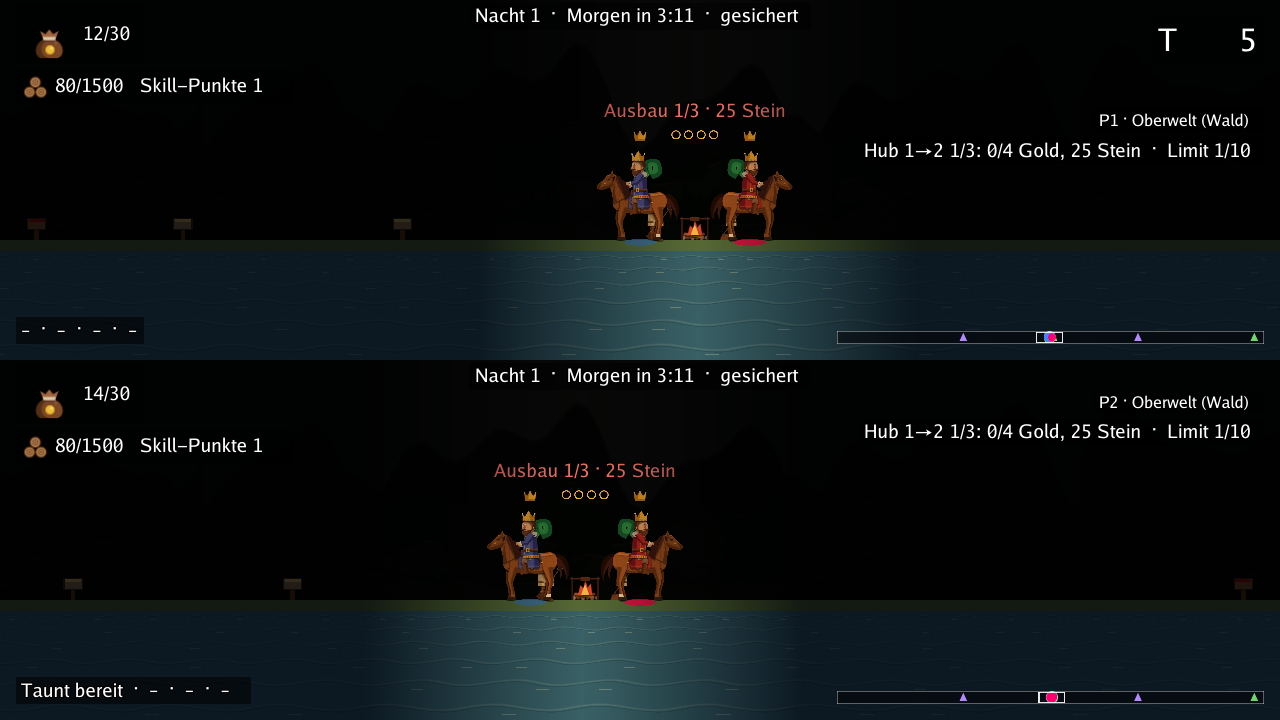 Nacht 1 · Morgen in 3:11 · gesichert
12/30
T 5
80/1500 Skill-Punkte 1
Ausbau 1/3 · 25 Stein
P1 · Oberwelt (Wald)
Hub 1→2 1/3: 0/4 Gold, 25 Stein · Limit 1/10
- · - · - · -
Nacht 1 · Morgen in 3:11 · gesichert
14/30
P2 · Oberwelt (Wald)
80/1500 Skill-Punkte 1
Hub 1→2 1/3: 0/4 Gold, 25 Stein · Limit 1/10
Ausbau 1/3 · 25 Stein
Taunt bereit · - · - · -